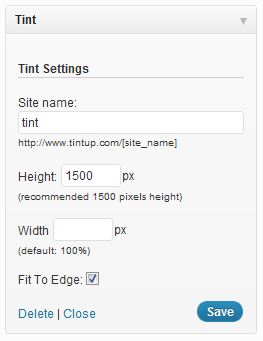 Tint
Tint Settings
Site name:
tint
http://www.tintup.com/[site_name]
Height: 1500 px
(recommended 1500 pixels height)
Width px
(default: 100%)
Fit To Edge:
Delete | Close Save